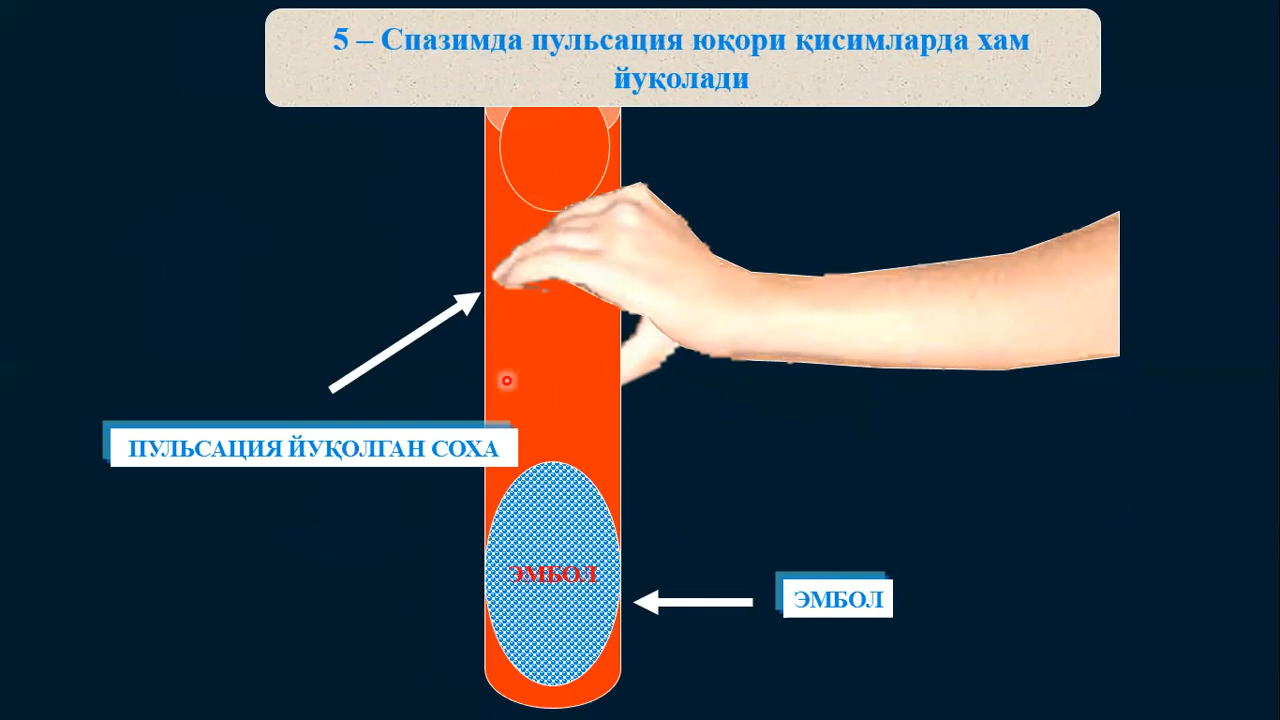 5 – Спазимда пульсация юқори қисимларда хам
йуқолади
ПУЛЬСАЦИЯ ЙУҚОЛГАН СОХА
ЭМБОЛ
ЭМБОЛ